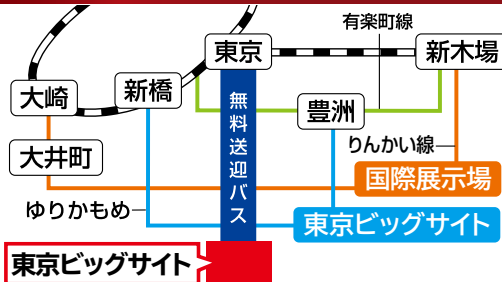 有楽町線
東京
新木場
大崎
新橋
豊洲
無料送迎バス
りんかい線
大井町
国際展示場
ゆりかもめ
東京ビッグサイト
東京ビッグサイト